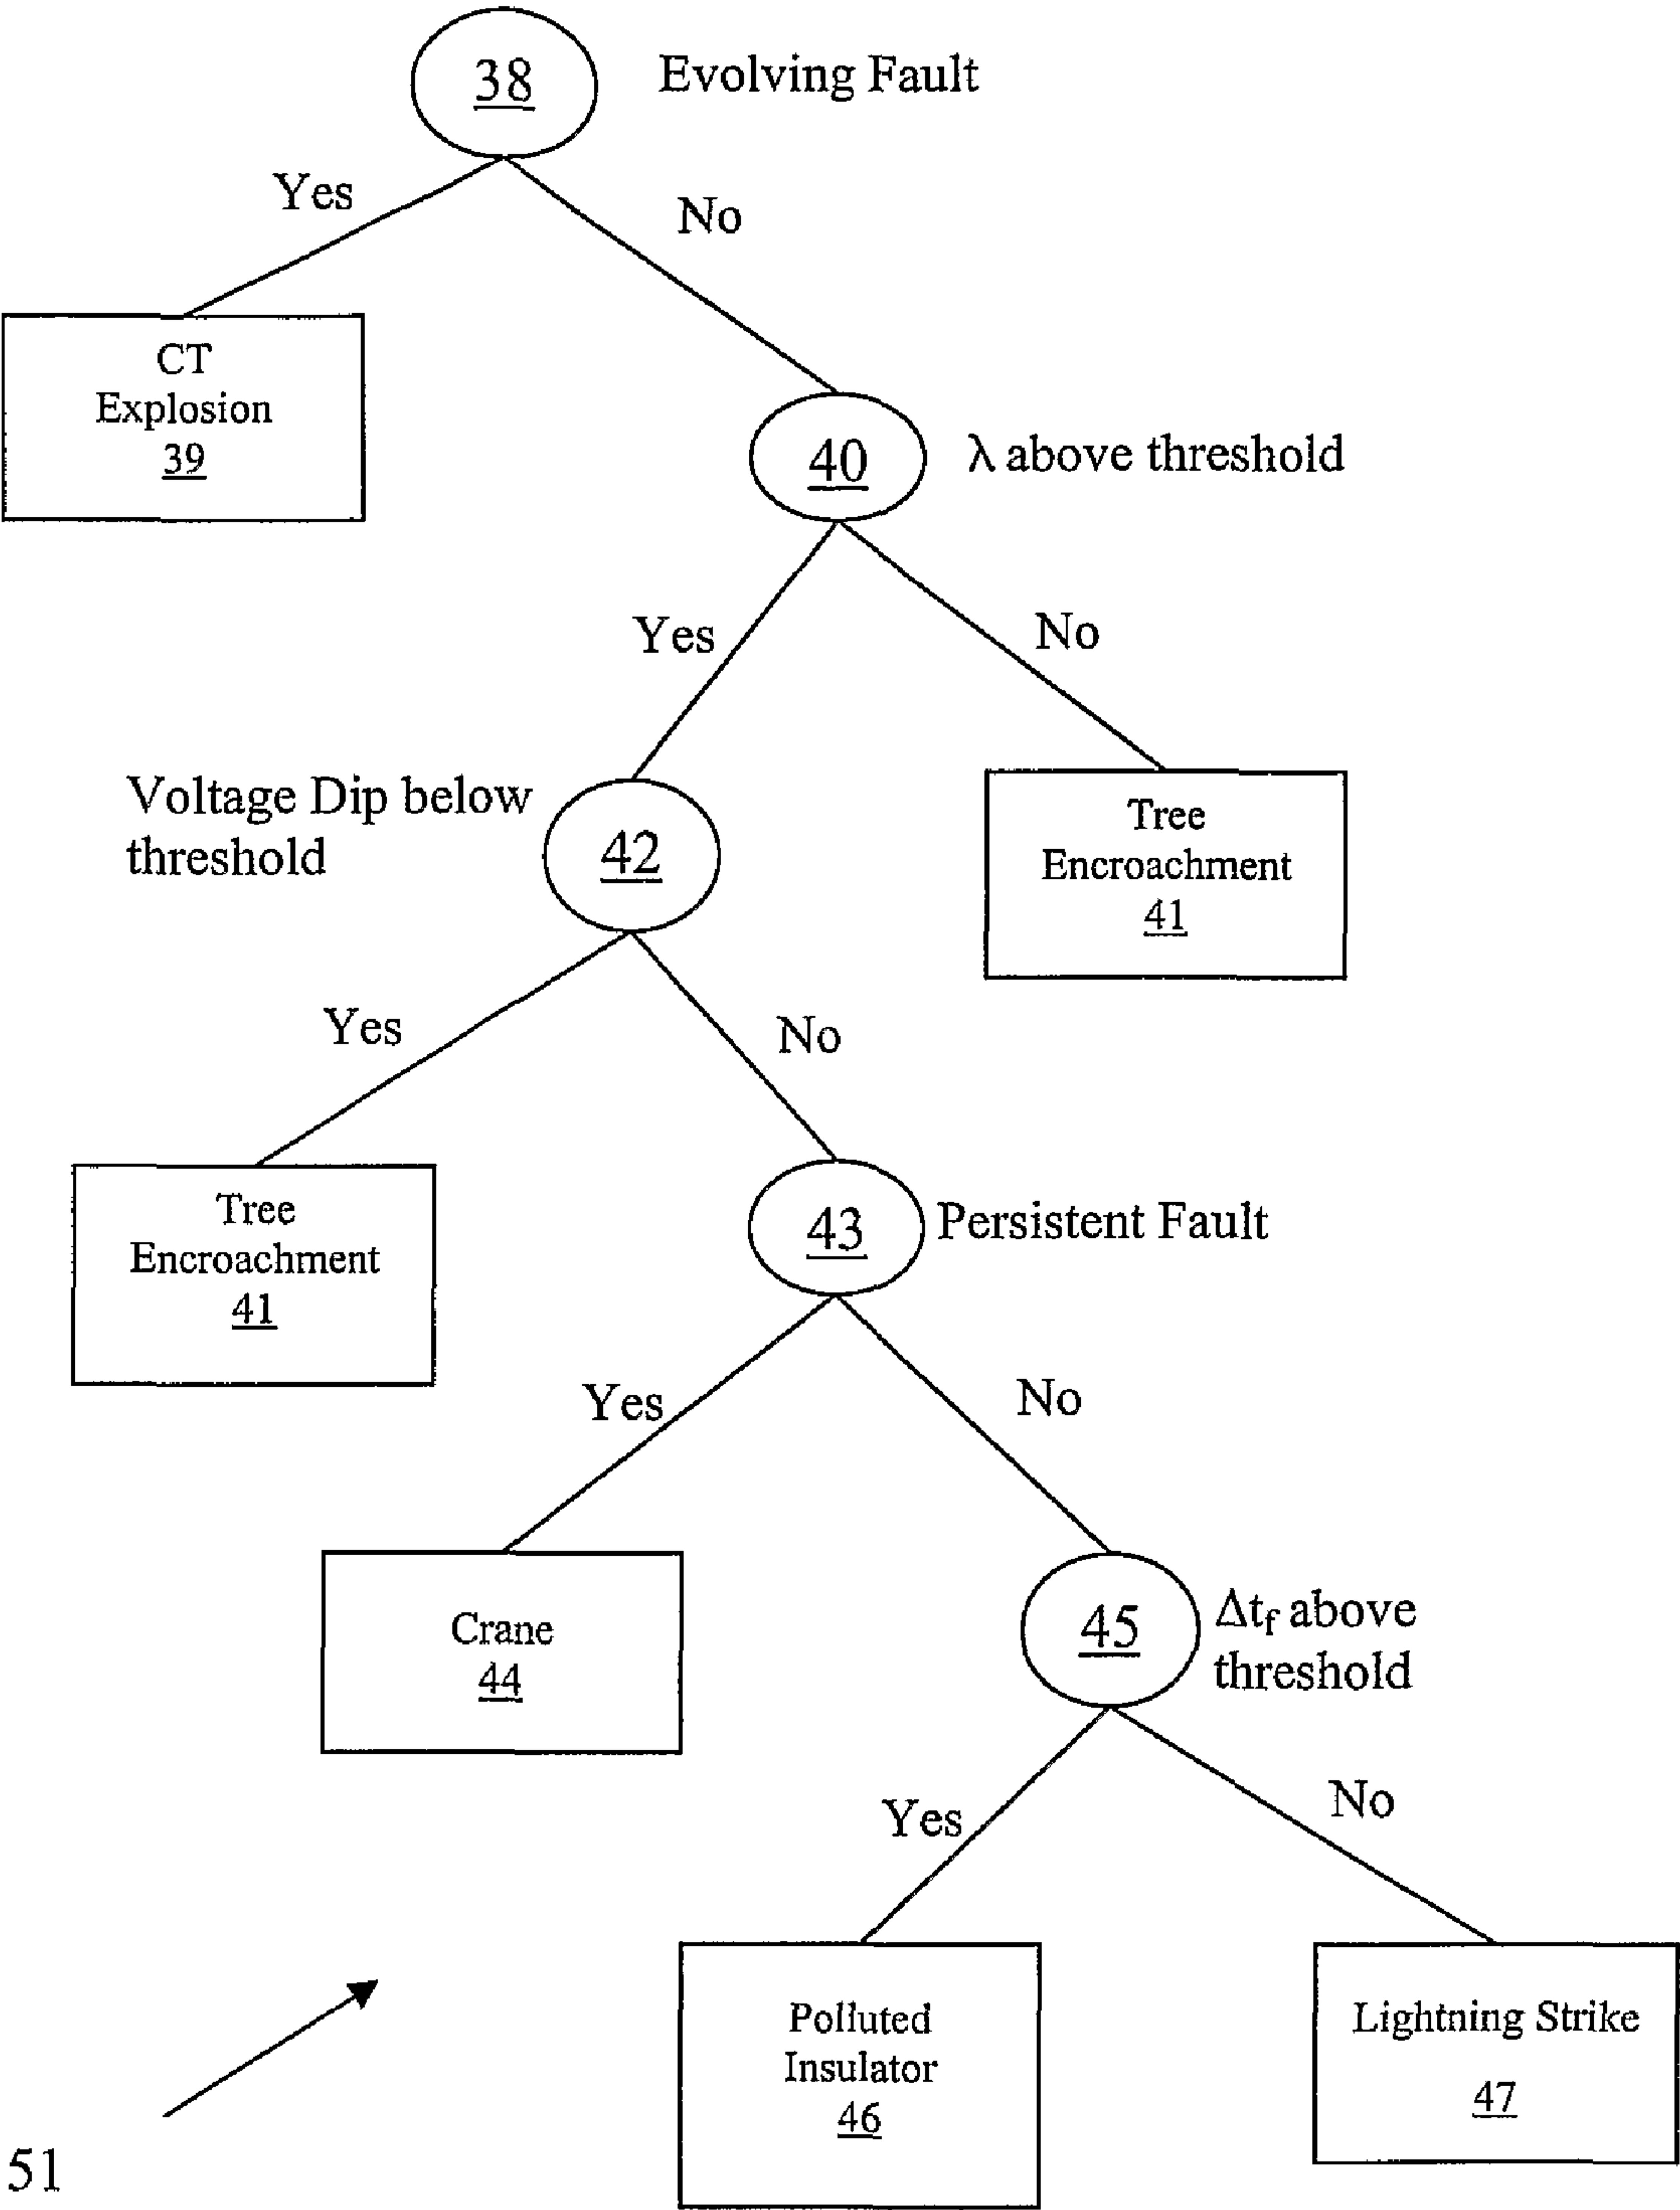 38
Evolving Fault
Yes
No
CT
Explosion
39
40
λ above threshold
Yes
No
Voltage Dip below
threshold
42
Tree
Encroachment
41
Yes
No
Tree
Encroachment
41
43
Persistent Fault
Yes
No
Crane
44
45
Δtf above
threshold
Yes
No
Polluted
Insulator
46
Lightning Strike
47
51